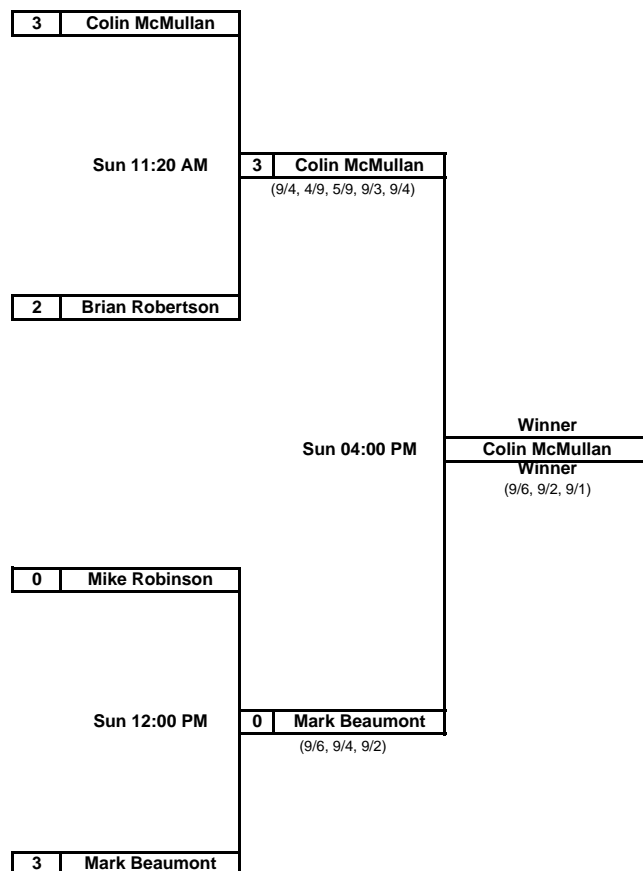 3 Colin McMullan
Sun 11:20 AM
3 Colin McMullan
(9/4, 4/9, 5/9, 9/3, 9/4)
2 Brian Robertson
Winner
Sun 04:00 PM
Colin McMullan
Winner
(9/6, 9/2, 9/1)
0 Mike Robinson
Sun 12:00 PM
0 Mark Beaumont
(9/6, 9/4, 9/2)
3 Mark Beaumont